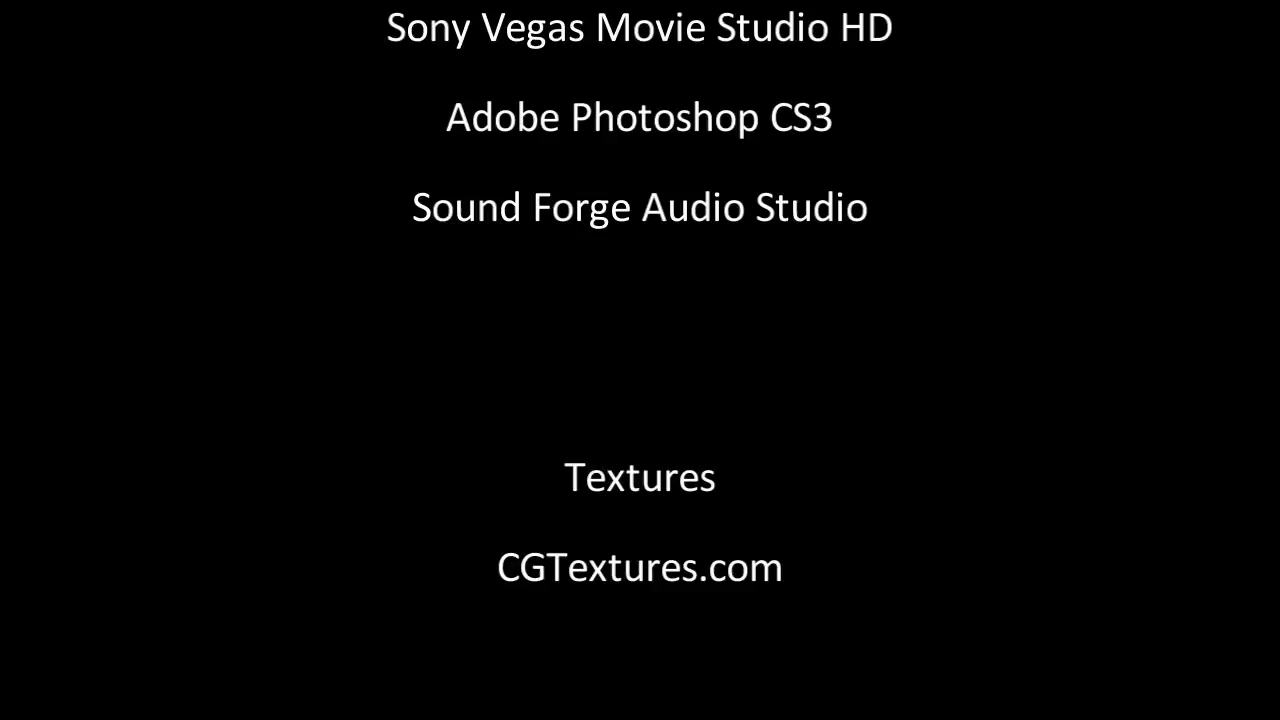 Sony Vegas Movie Studio HD
Adobe Photoshop CS3
Sound Forge Audio Studio
Textures
CGTextures.com